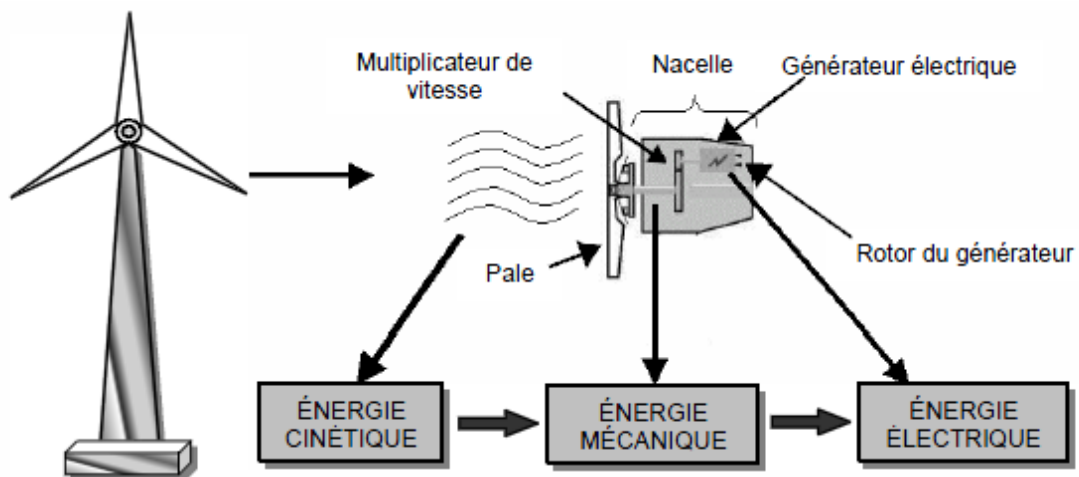 Multiplicateur de
vitesse
Nacelle
Générateur électrique
Pale
Rotor du générateur
ÉNERGIE
CINÉTIQUE
ÉNERGIE
MÉCANIQUE
ÉNERGIE
ÉLECTRIQUE